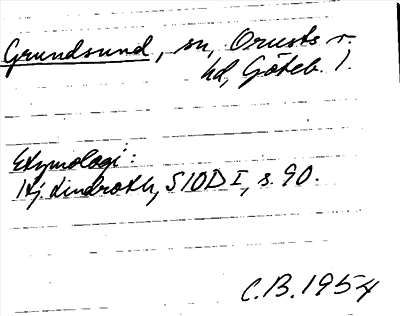 Grundsund, sn, Orusts v.
hd, Göteb. l.
Etymologi:
Hj. Lindroth, SIOD I, s. 90.
C.B. 1954